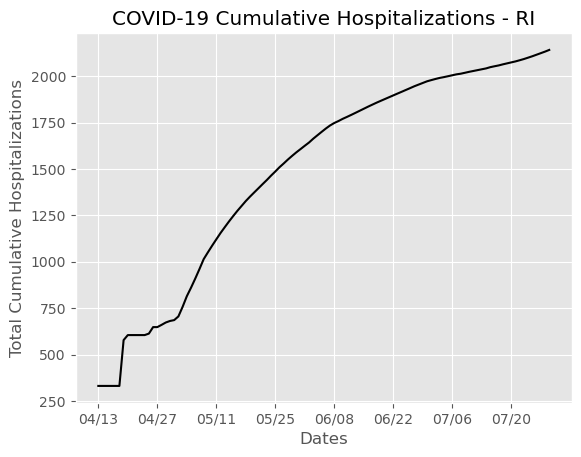 COVID-19 Cumulative Hospitalizations - RI
Total Cumulative Hospitalizations
2000
1750
1500
1250
1000
750
500
250
04/13 04/27 05/11 05/25 06/08 06/22 07/06 07/20
Dates